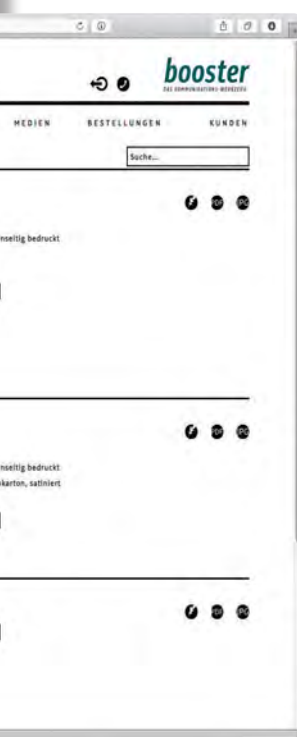 booster
DAS KOMMUNIKATIONS-WERKZEUG
MEDIEN BESTELLUNGEN KUNDEN
Suche...
PDF JPG
nseitig bedruckt
PDF JPG
nseitig bedruckt
karton, satiniert
PDF JPG